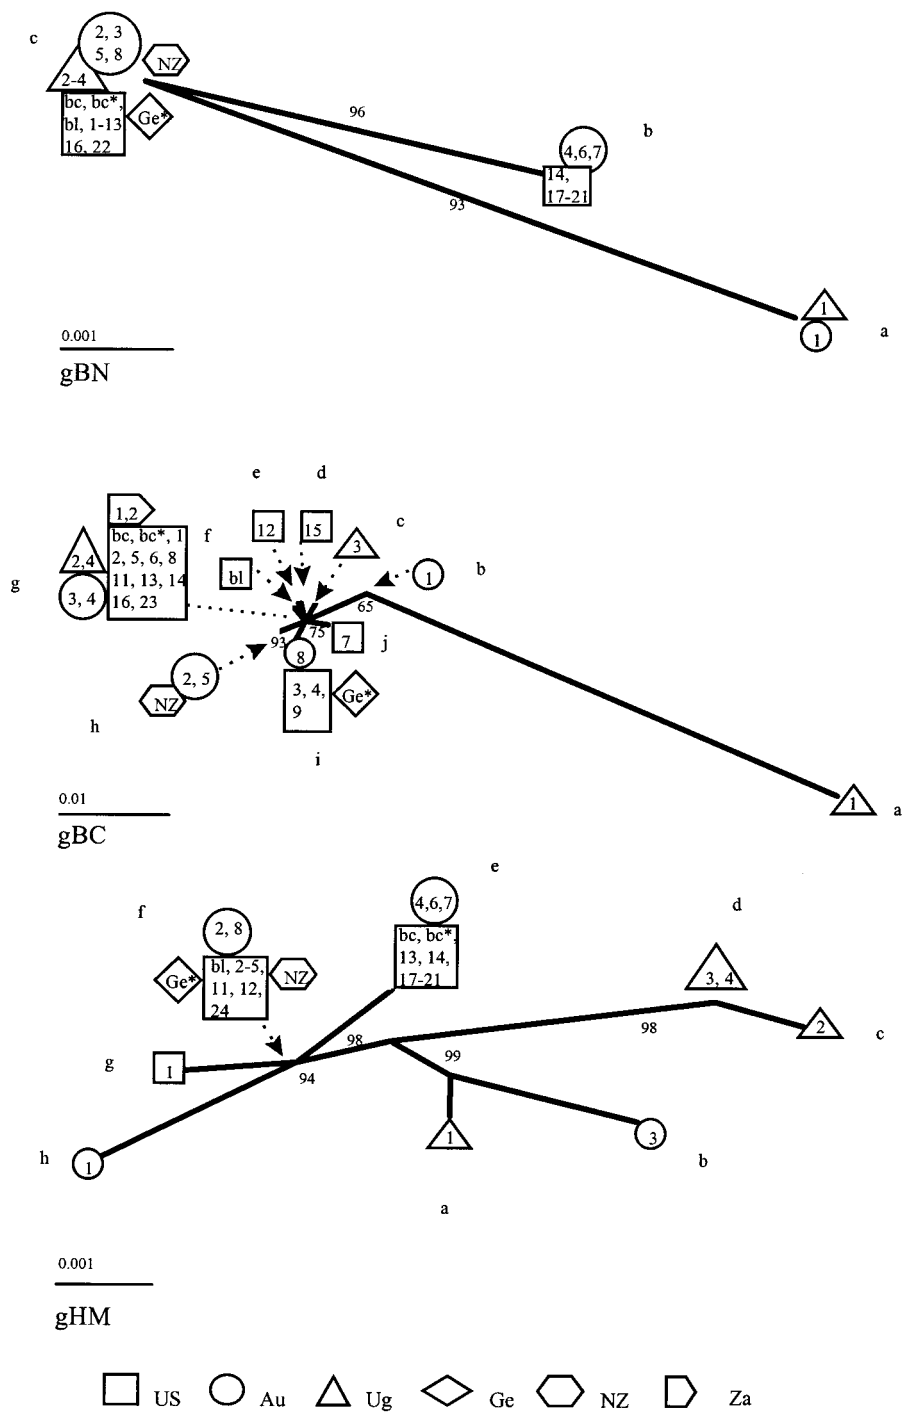 c
2, 3
5, 8
NZ
2-4
bc, bc*,
bl, 1-13
16, 22
Ge*
96
b
4,6,7
14,
17-21
93
1
1
a
0.001
gBN
e
d
12
15
c
3
b
1
1,2
f
bc, bc*, 1
2, 5, 6, 8
11, 13, 14
16, 23
2,4
3, 4
g
bl
65
75
93
7
j
8
2, 5
NZ
3, 4,
9
Ge*
h
i
1
a
0.01
gBC
e
4,6,7
bc, bc*,
13, 14,
17-21
f
2, 8
Ge*
bl, 2-5,
11, 12,
24
NZ
d
3, 4
2
c
98
98
99
94
g
1
h
1
1
a
3
b
0.001
gHM
US
Au
Ug
Ge
NZ
Za